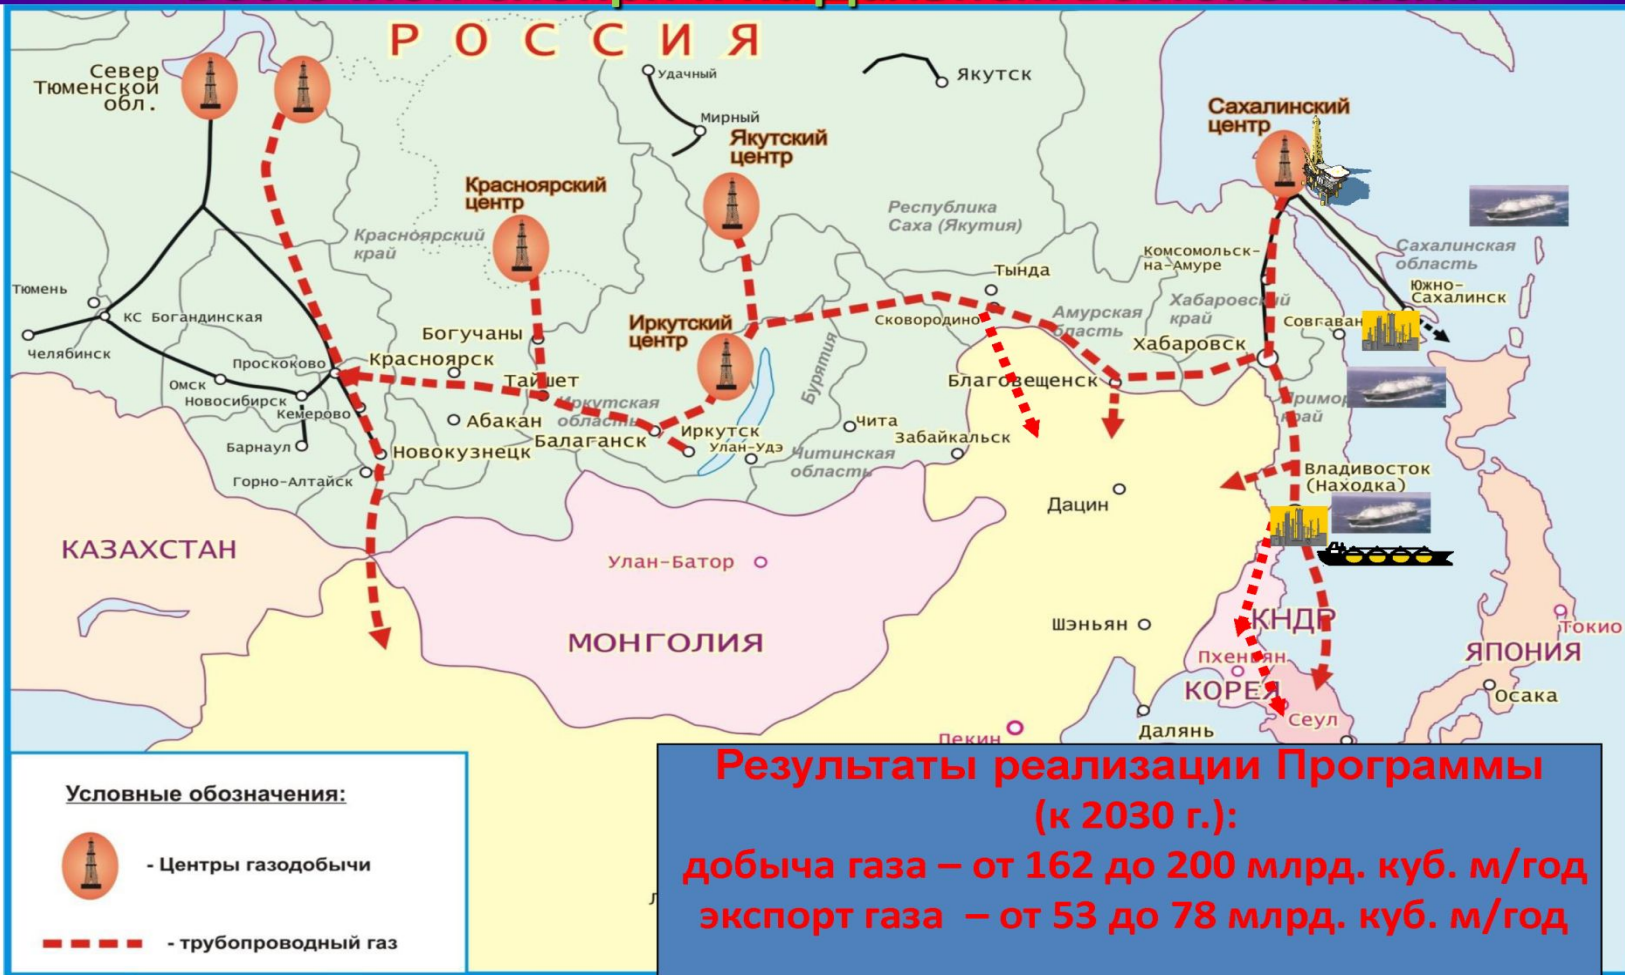 РОССИЯ
Север
Тюменской
обл.
Удачный
Якутск
Мирный
Якутский
центр
Сахалинский
центр
Красноярский
центр
Красноярский
край
Республика
Саха (Якутия)
Комсомольск-
на-Амуре
Сахалинская
область
Тюмень
КС Богандинская
Челябинск
Богучаны
Иркутский
центр
Тында
Сковородино
Амурская
область
Хабаровский
край
Южно-
Сахалинск
Хабаровск
Проскоково
Красноярск
Тайшет
Бурятия
Благовещенск
Омск
Новосибирск
Кемерово
Абакан
Иркутская
область
Балаганск
Иркутск
Улан-Удэ
Чита
Забайкальск
край
Барнаул
Новокузнецк
Горно-Алтайск
Читинская
область
Владивосток
(Находка)
Дацин
КАЗАХСТАН
Улан-Батор
МОНГОЛИЯ
Шэньян
КНДР
Токио
Пхеньян
ЯПОНИЯ
КОРЕЯ
Осака
Сеул
Далянь
Пекин
Условные обозначения:
- Центры газодобычи
- трубопроводный газ
Результаты реализации Программы
(к 2030 г.):
добыча газа – от 162 до 200 млрд. куб. м/год
экспорт газа – от 53 до 78 млрд. куб. м/год